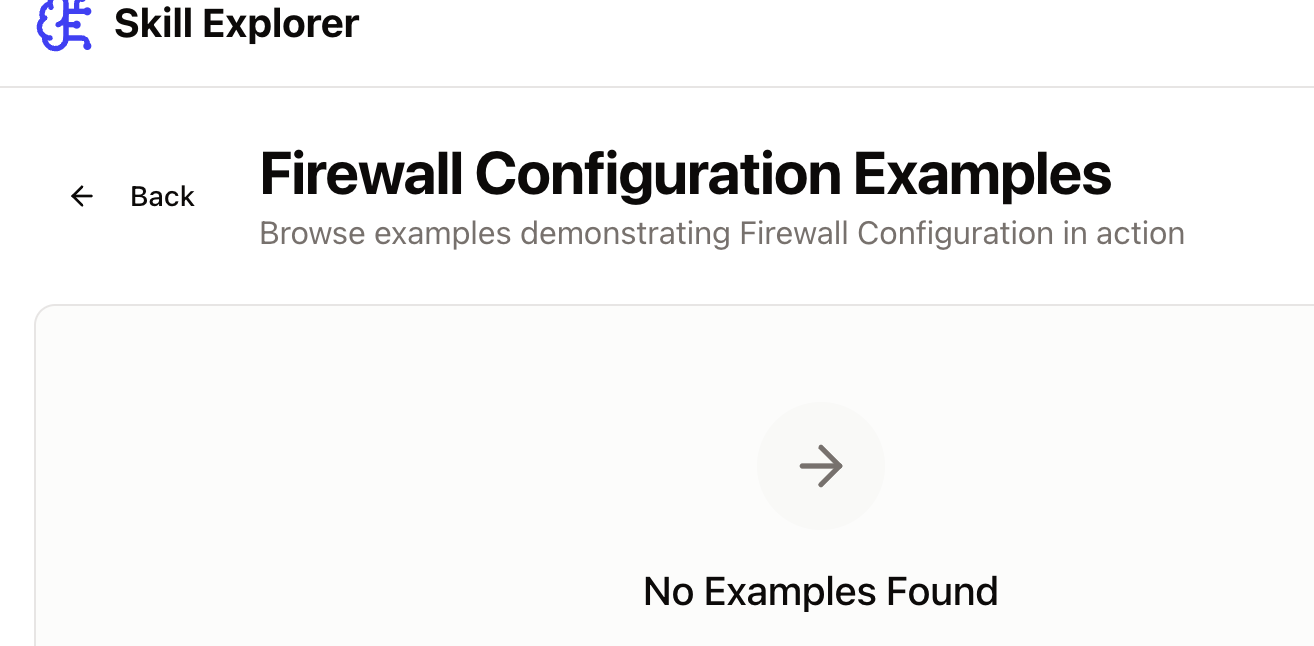 Skill Explorer
Back
Firewall Configuration Examples
Browse examples demonstrating Firewall Configuration in action
No Examples Found